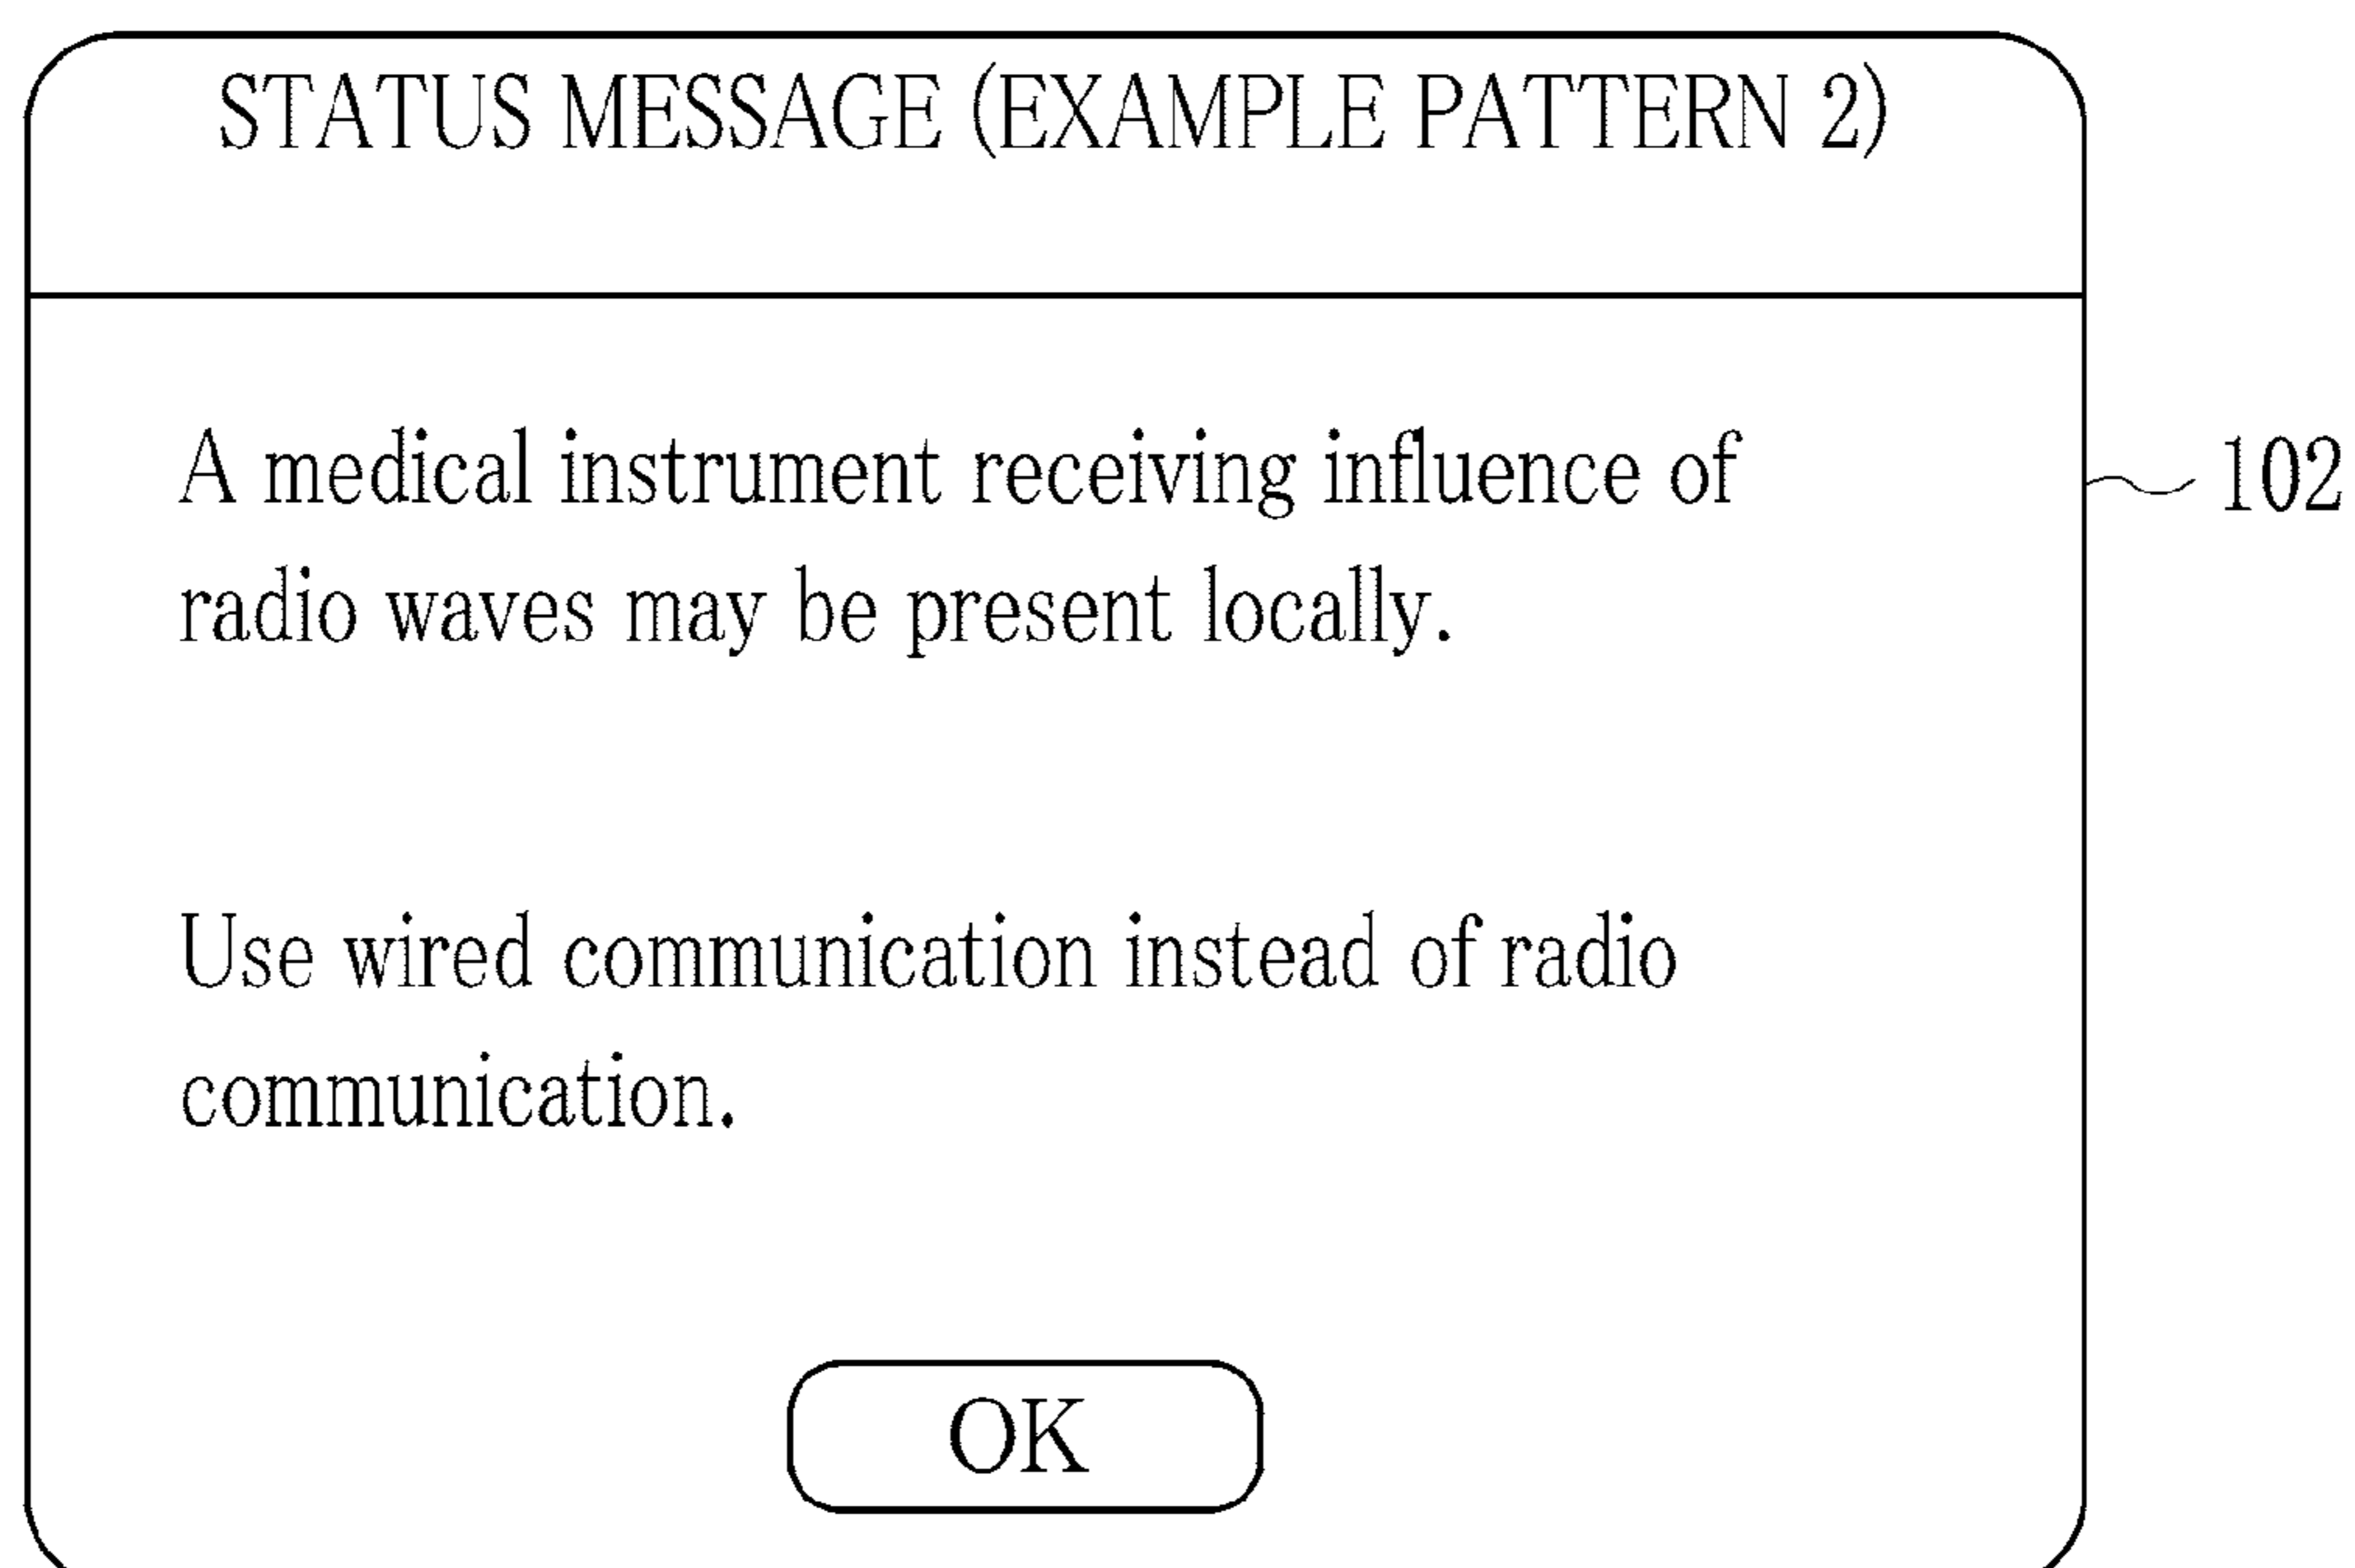 STATUS MESSAGE (EXAMPLE PATTERN 2)
A medical instrument receiving influence of
radio waves may be present locally.
102
Use wired communication instead of radio
communication.
OK